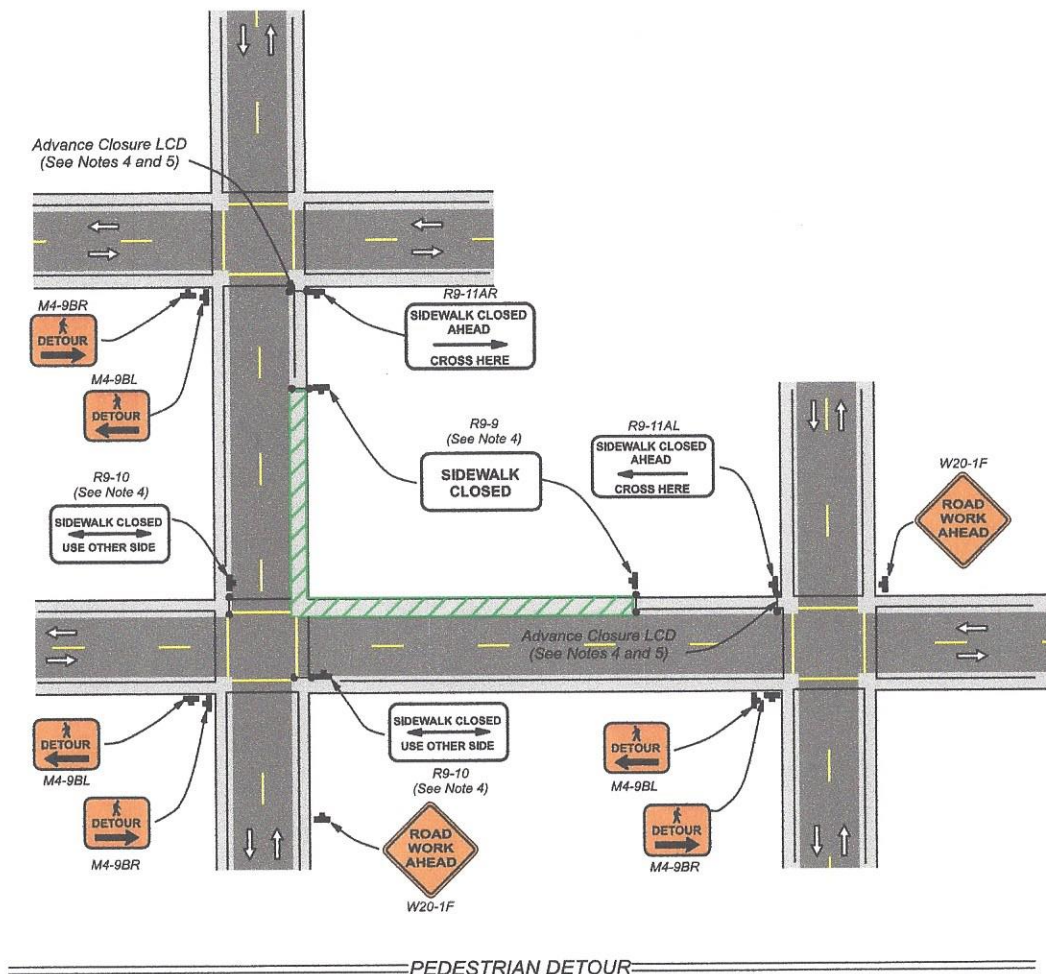 Advance Closure LCD
(See Notes 4 and 5)
M4-9BR
DETOUR
R9-11AR
SIDEWALK CLOSED
AHEAD
CROSS HERE
M4-9BL
DETOUR
R9-9
(See Note 4)
SIDEWALK
CLOSED
R9-11AL
SIDEWALK CLOSED
AHEAD
CROSS HERE
W20-1F
ROAD
WORK
AHEAD
R9-10
(See Note 4)
SIDEWALK CLOSED
USE OTHER SIDE
Advance Closure LCD
(See Notes 4 and 5)
DETOUR
M4-9BL
SIDEWALK CLOSED
USE OTHER SIDE
R9-10
(See Note 4)
DETOUR
M4-9BL
DETOUR
M4-9BR
ROAD
WORK
AHEAD
W20-1F
DETOUR
M4-9BR
PEDESTRIAN DETOUR